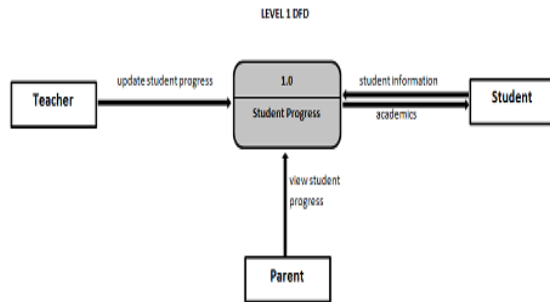 LEVEL 1 DFD
update student progress
1.0
student information
Teacher
Student Progress
Student
academics
view student
progress
Parent